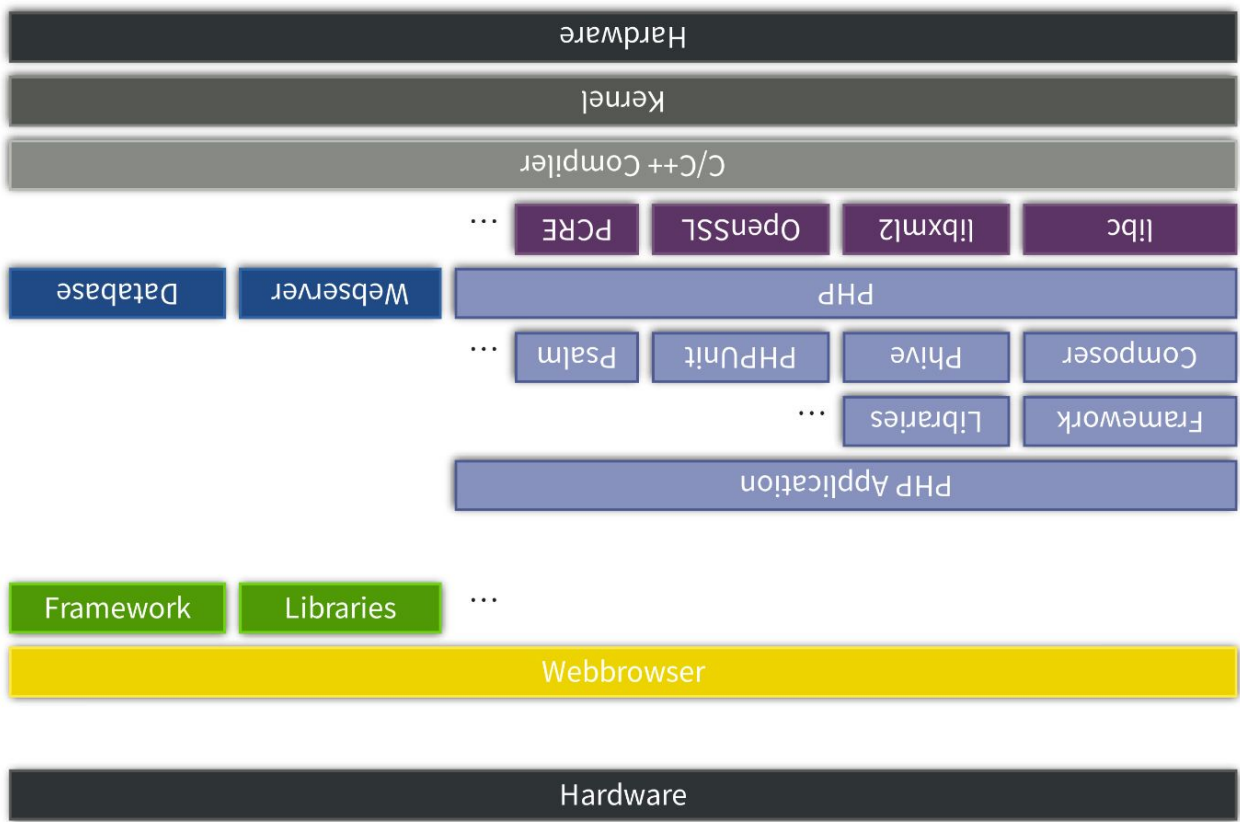 Hardware
Kernel
C/C++ Compiler
libc libxml2 OpenSSL PCRE ...
PHP Webserver Database
Composer Phive PHPUnit Psalm ...
Framework Libraries ...
PHP Application
Framework Libraries ...
Webbrowser
Hardware